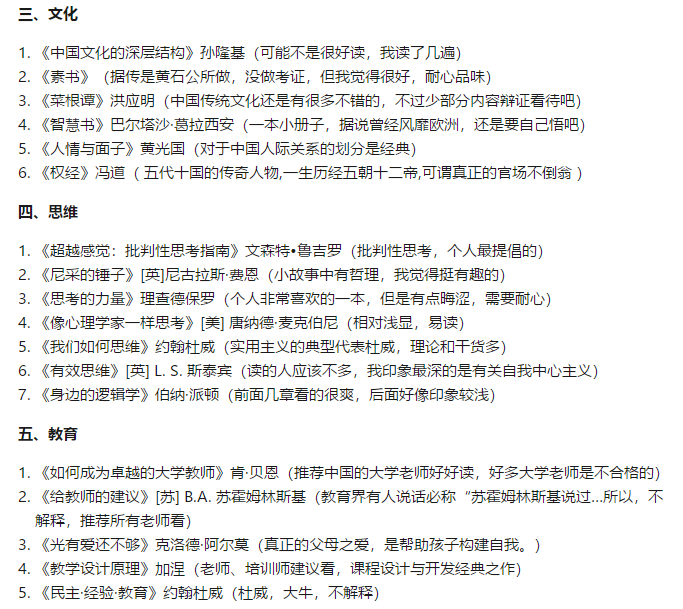 三、文化
1. 《中国文化的深层结构》孙隆基（可能不是很好读，我读了几遍）
2. 《素书》（据传是黄石公所做，没做考证，但我觉得很好，耐心品味）
3. 《菜根谭》洪应明（中国传统文化还是有很多不错的，不过少部分内容辩证看待吧）
4. 《智慧书》巴尔塔沙·葛拉西安（一本小册子，据说曾经风靡欧洲，还是要自己悟吧）
5. 《人情与面子》黄光国（对于中国人际关系的划分是经典）
6. 《权经》冯道（ 五代十国的传奇人物,一生历经五朝十二帝,可谓真正的官场不倒翁 ）
四、思维
1. 《超越感觉：批判性思考指南》文森特•鲁吉罗（批判性思考，个人最提倡的）
2. 《尼采的锤子》[英]尼古拉斯·费恩（小故事中有哲理，我觉得挺有趣的）
3. 《思考的力量》理查德保罗（个人非常喜欢的一本，但是有点晦涩，需要耐心）
4. 《像心理学家一样思考》[美] 唐纳德·麦克伯尼（相对浅显，易读）
5. 《我们如何思维》约翰杜威（实用主义的典型代表杜威，理论和干货多）
6. 《有效思维》[英] L. S. 斯泰宾（读的人应该不多，我印象最深的是有关自我中心主义）
7. 《身边的逻辑学》伯纳·派顿（前面几章看的很爽，后面好像印象较浅）
五、教育
1. 《如何成为卓越的大学教师》肯·贝恩（推荐中国的大学老师好好读，好多大学老师是不合格的）
2. 《给教师的建议》[苏] B.A. 苏霍姆林斯基（教育界有人说话必称“苏霍姆林斯基说过...所以，不
解释，推荐所有老师看）
3. 《光有爱还不够》克洛德·阿尔莫（真正的父母之爱，是帮助孩子构建自我。）
4. 《教学设计原理》加涅（老师、培训师建议看，课程设计与开发经典之作）
5. 《民主·经验·教育》约翰杜威（杜威，大牛，不解释）